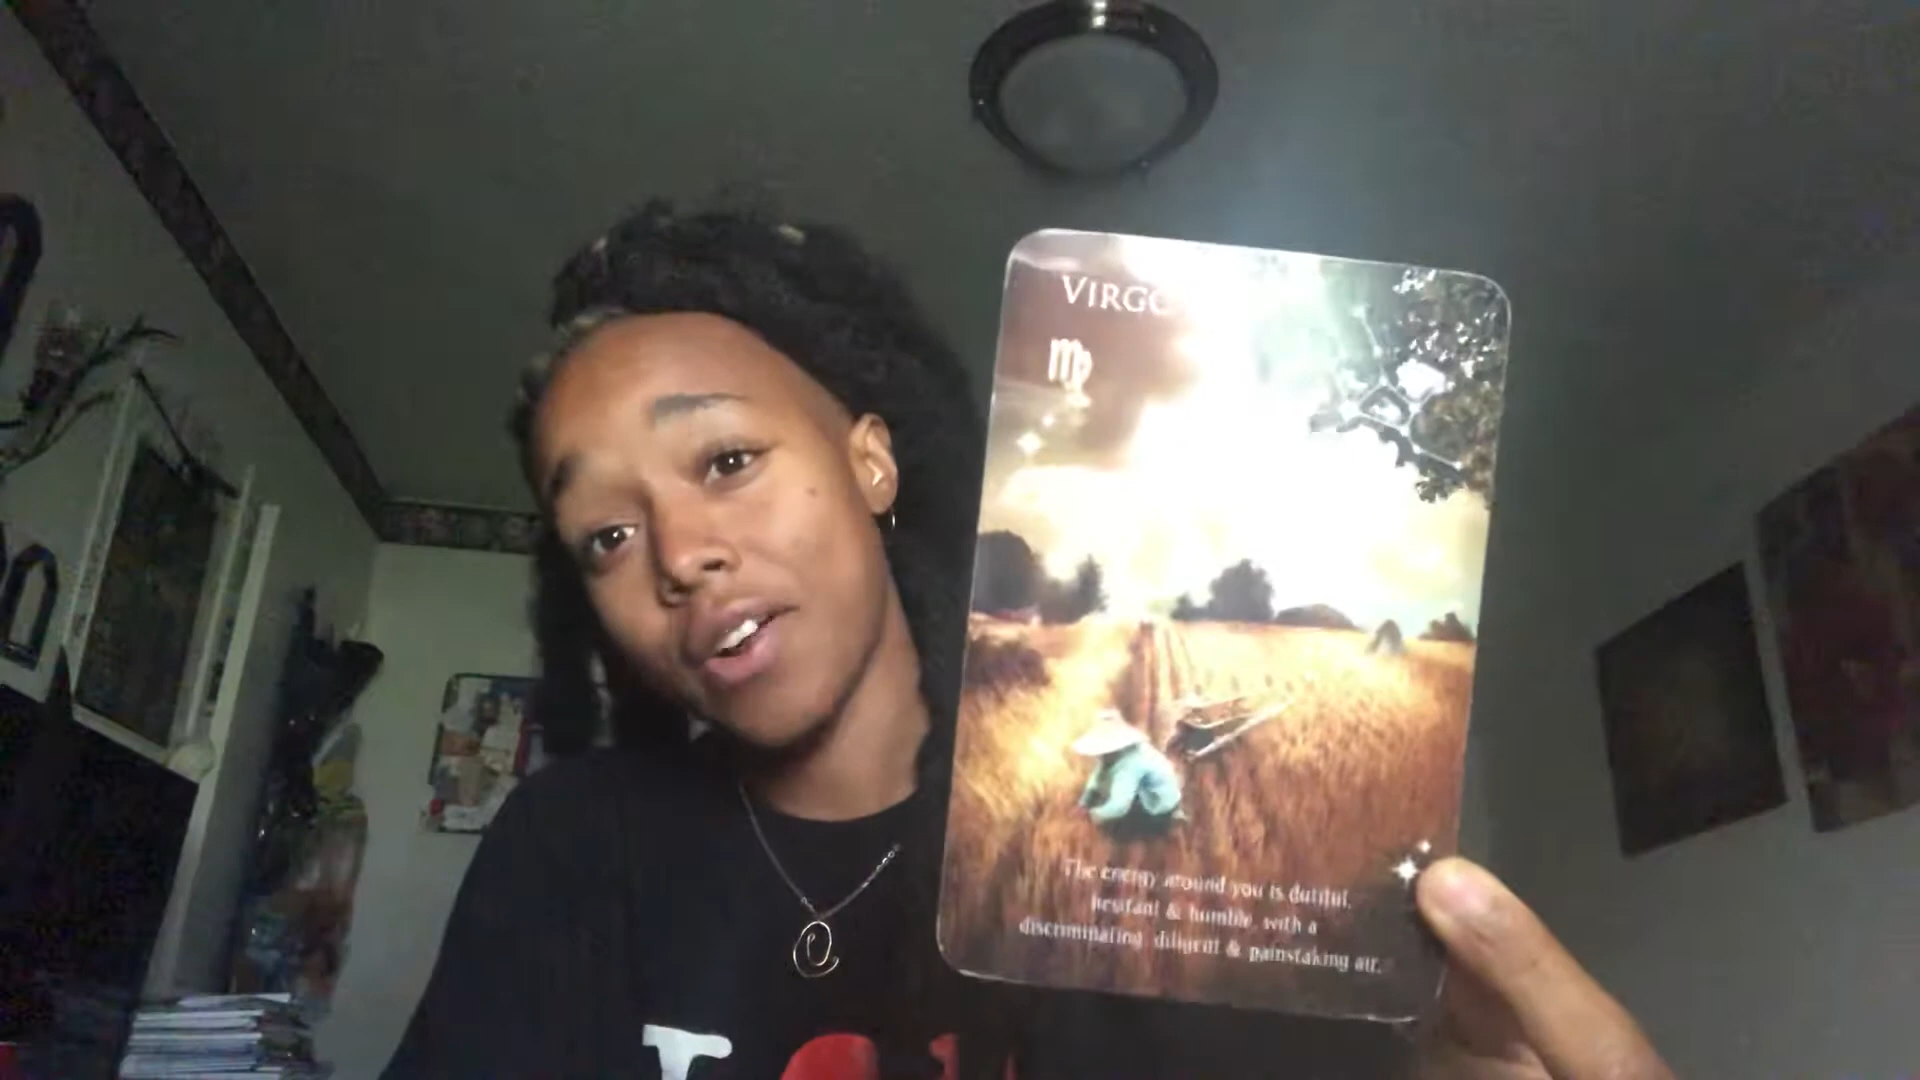 VIRGO
The energy around you is dutiful,
hesitant & humble, with a
discriminating, diligent & painstaking air.
I